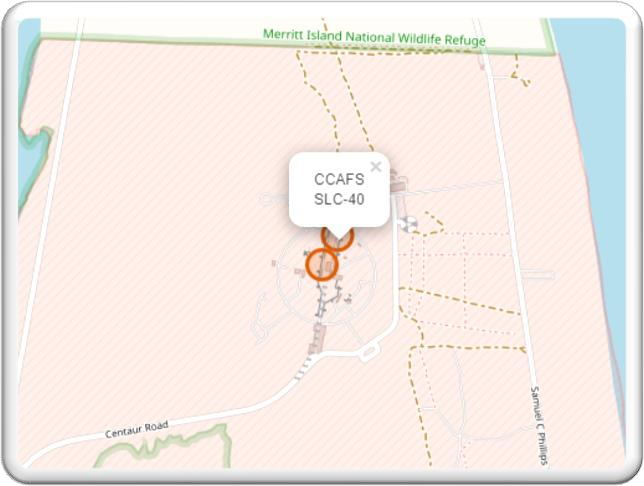 Merritt Island National Wildlife Refuge
×
CCAFS
SLC-40
Centaur Road
Samuel C Phillips